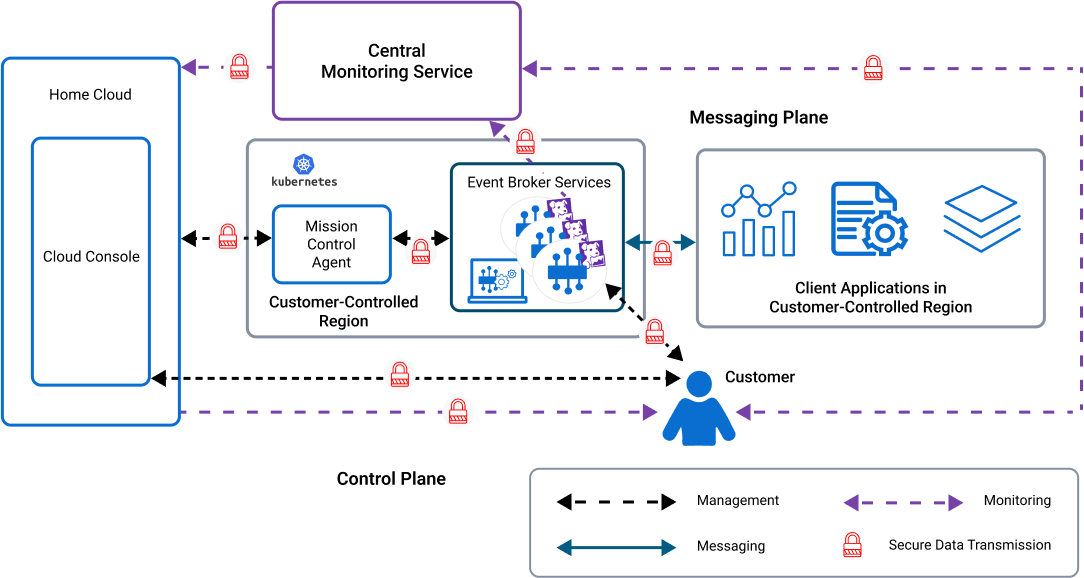 Central
Monitoring Service
Home Cloud
Cloud Console
Messaging Plane
kubernetes
Mission
Control
Agent
Customer-Controlled
Region
Event Broker Services
Client Applications in
Customer-Controlled Region
Customer
Control Plane
Management
Monitoring
Messaging
Secure Data Transmission